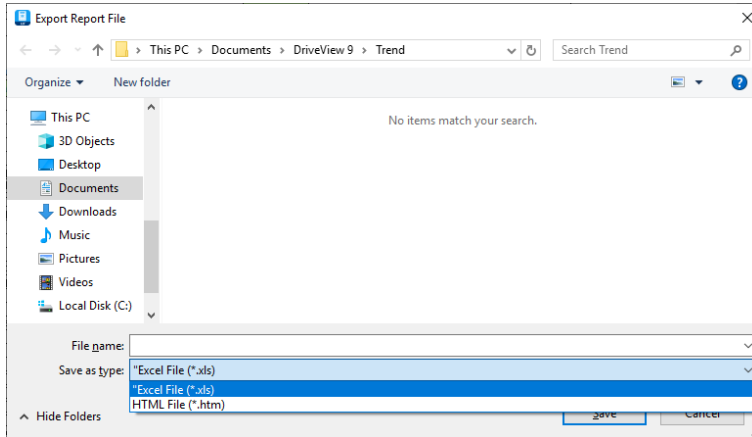 Export Report File
This PC > Documents > DriveView 9 > Trend
Search Trend
Organize
New folder
This PC
3D Objects
Desktop
Documents
Downloads
Music
Pictures
Videos
Local Disk (C:)
No items match your search.
File name:
Save as type: "Excel File (*.xls)
"Excel File (*.xls)
HTML File (*.htm)
Hide Folders
Save
Cancel